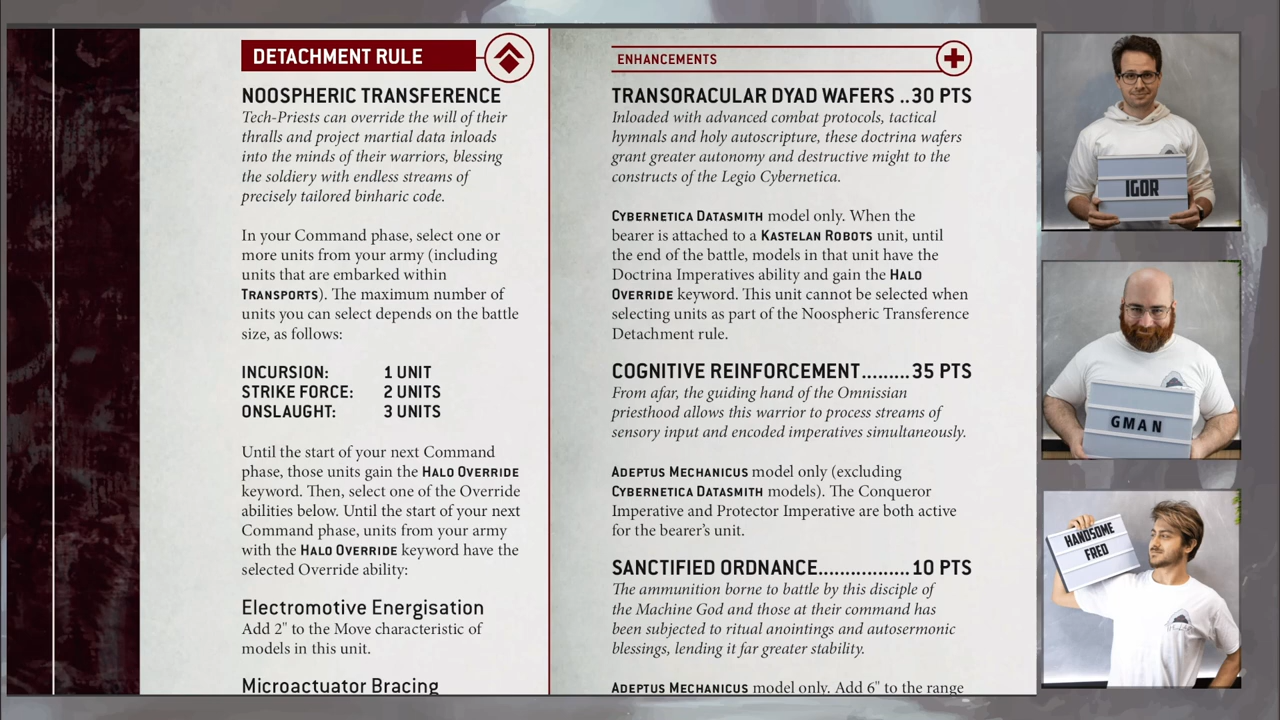 DETACHMENT RULE
NOOSPHERIC TRANSFERENCE
Tech-Priests can override the will of their
thralls and project martial data inloads
into the minds of their warriors, blessing
the soldiery with endless streams of
precisely tailored binharic code.
In your Command phase, select one or
more units from your army (including
units that are embarked within
TRANSPORTS). The maximum number of
units you can select depends on the battle
size, as follows:
INCURSION: 1 UNIT
STRIKE FORCE: 2 UNITS
ONSLAUGHT: 3 UNITS
Until the start of your next Command
phase, those units gain the HALO OVERRIDE
keyword. Then, select one of the Override
abilities below. Until the start of your next
Command phase, units from your army
with the HALO OVERRIDE keyword have the
selected Override ability:
Electromotive Energisation
Add 2" to the Move characteristic of
models in this unit.
Microactuator Bracing
ENHANCEMENTS
TRANSORACULAR DYAD WAFERS ..30 PTS
Inloaded with advanced combat protocols, tactical
hymnals and holy autoscripture, these doctrina wafers
grant greater autonomy and destructive might to the
constructs of the Legio Cybernetica.
CYBERNETICA DATASMITH model only. When the
bearer is attached to a KASTELAN ROBOTS unit, until
the end of the battle, models in that unit have the
Doctrina Imperatives ability and gain the HALO
OVERRIDE keyword. This unit cannot be selected when
selecting units as part of the Noospheric Transference
Detachment rule.
COGNITIVE REINFORCEMENT.........35 PTS
From afar, the guiding hand of the Omnissian
priesthood allows this warrior to process streams of
sensory input and encoded imperatives simultaneously.
ADEPTUS MECHANICUS model only (excluding
CYBERNETICA DATASMITH models). The Conqueror
Imperative and Protector Imperative are both active
for the bearer's unit.
SANCTIFIED ORDNANCE.................10 PTS
The ammunition borne to battle by this disciple of
the Machine God and those at their command has
been subjected to ritual anointings and autosermonic
blessings, lending it far greater stability.
ADEPTUS MECHANICUS model only. Add 6" to the range
IGOR
GMAN
HANDSOME
FRED